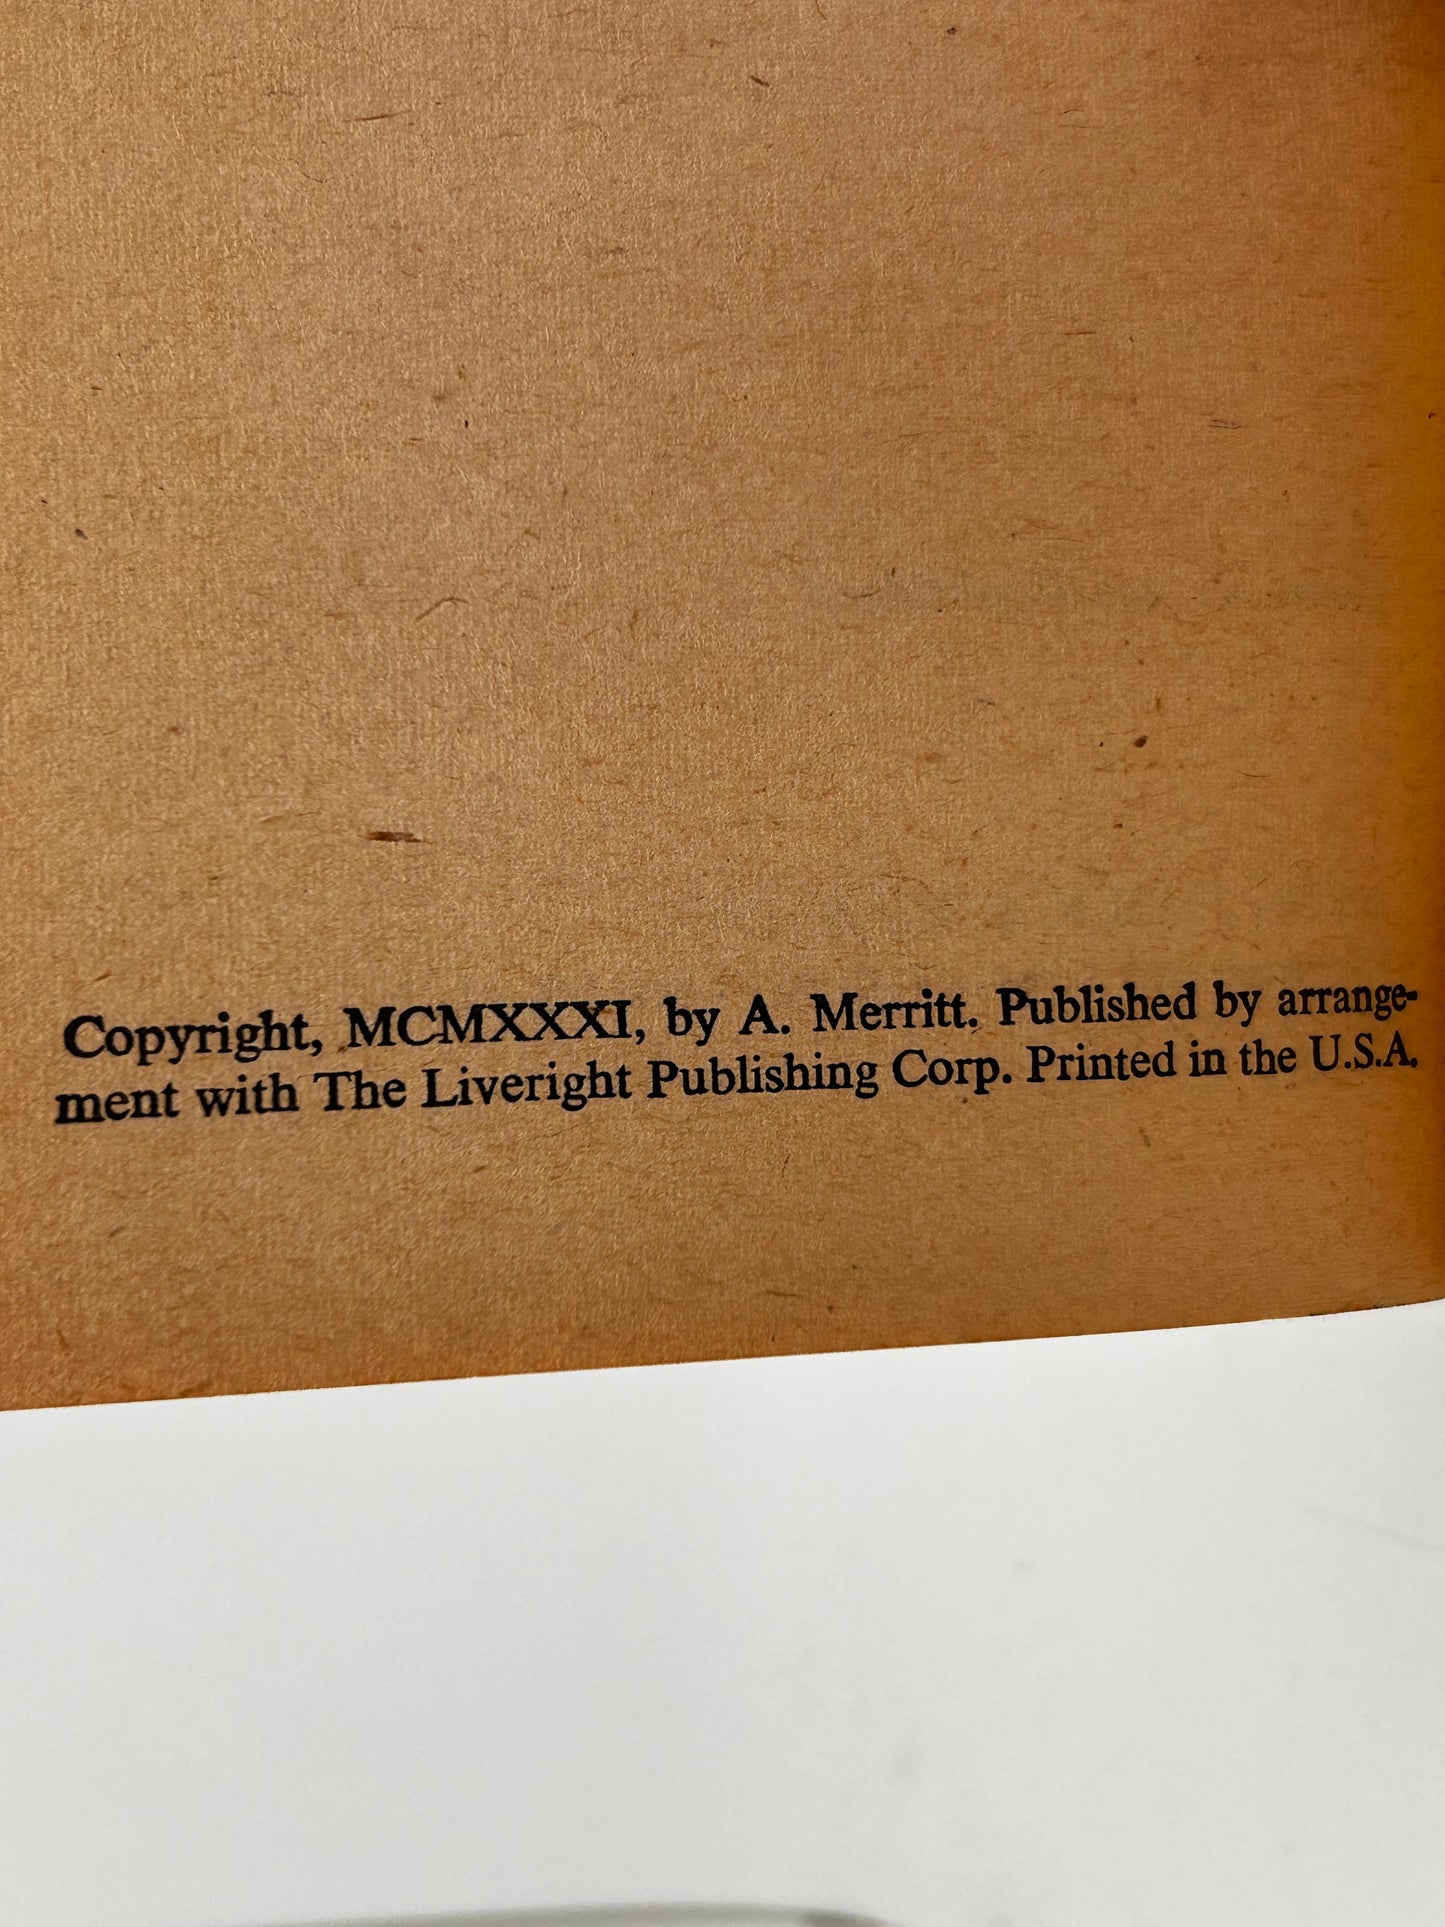 Copyright, MCMXXXI, by A. Merritt. Published by arrange-
ment with The Liveright Publishing Corp. Printed in the U.S.A.